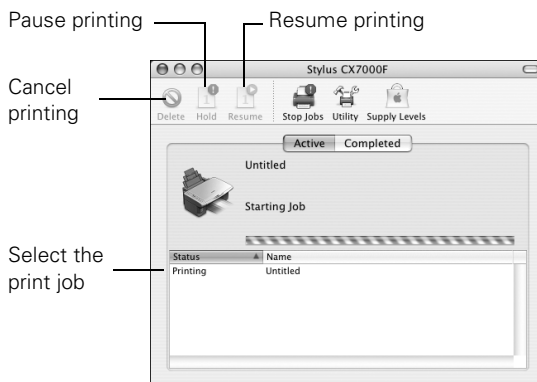 Pause printing
Resume printing
Cancel
printing
Stylus CX7000F
Delete Hold Resume Stop Jobs Utility Supply Levels
Active Completed
Untitled
Starting Job
Select the
print job
Status Name
Printing Untitled